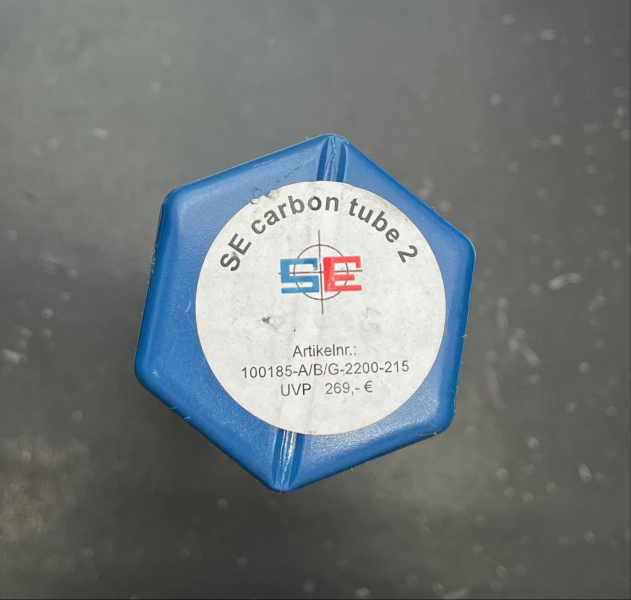 SE carbon tube 2
SE
Artikelnr.:
100185-A/B/G-2200-215
UVP 269,- €